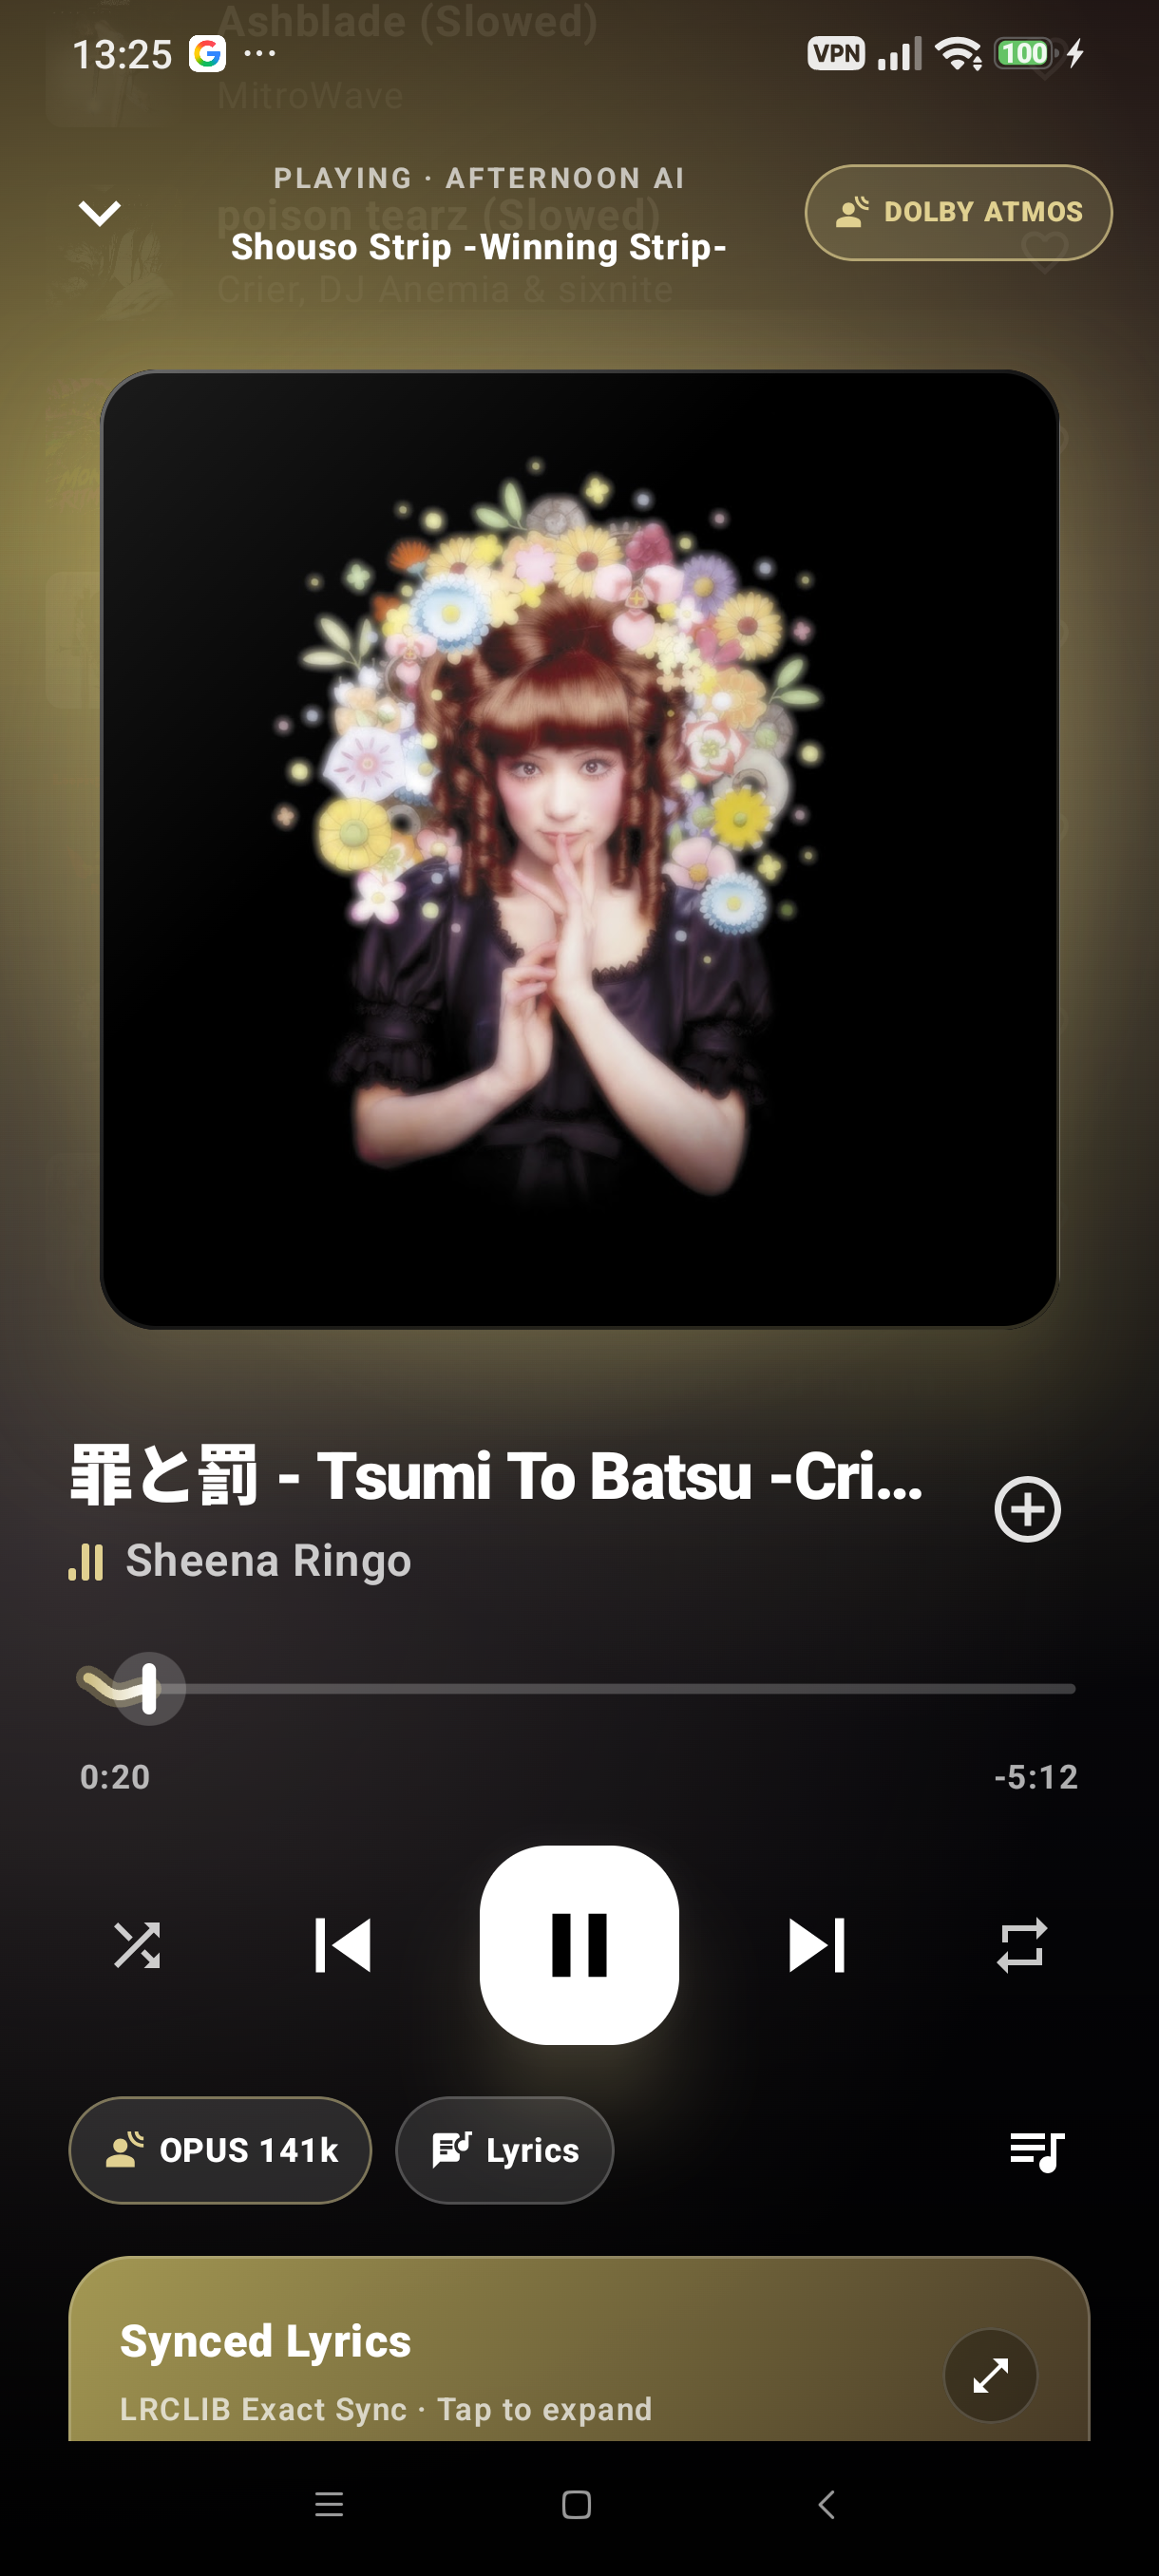 Ashblade (Slowed)
13:25
VPN
100
MitroWave
PLAYING · AFTERNOON AI
poison tearz (Slowed)
DOLBY ATMOS
Shouso Strip -Winning Strip-
Crier, DJ Anemia & sixnite
罪と罰 - Tsumi To Batsu -Cri...
Sheena Ringo
0:20
-5:12
OPUS 141k
Lyrics
Synced Lyrics
LRCLIB Exact Sync · Tap to expand